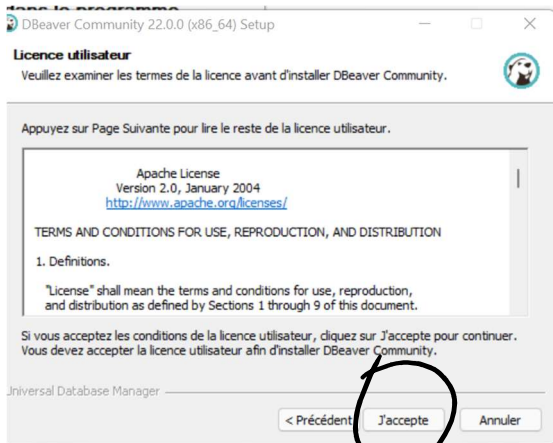 dans le programme
DBeaver Community 22.0.0 (x86_64) Setup
Licence utilisateur
Veuillez examiner les termes de la licence avant d'installer DBeaver Community.
Appuyez sur Page Suivante pour lire le reste de la licence utilisateur.
Apache License
Version 2.0, January 2004
http://www.apache.org/licenses/
TERMS AND CONDITIONS FOR USE, REPRODUCTION, AND DISTRIBUTION
1. Definitions.
"License" shall mean the terms and conditions for use, reproduction,
and distribution as defined by Sections 1 through 9 of this document.
Si vous acceptez les conditions de la licence utilisateur, cliquez sur J'accepte pour continuer.
Vous devez accepter la licence utilisateur afin d'installer DBeaver Community.
Universal Database Manager
< Précédent J'accepte Annuler